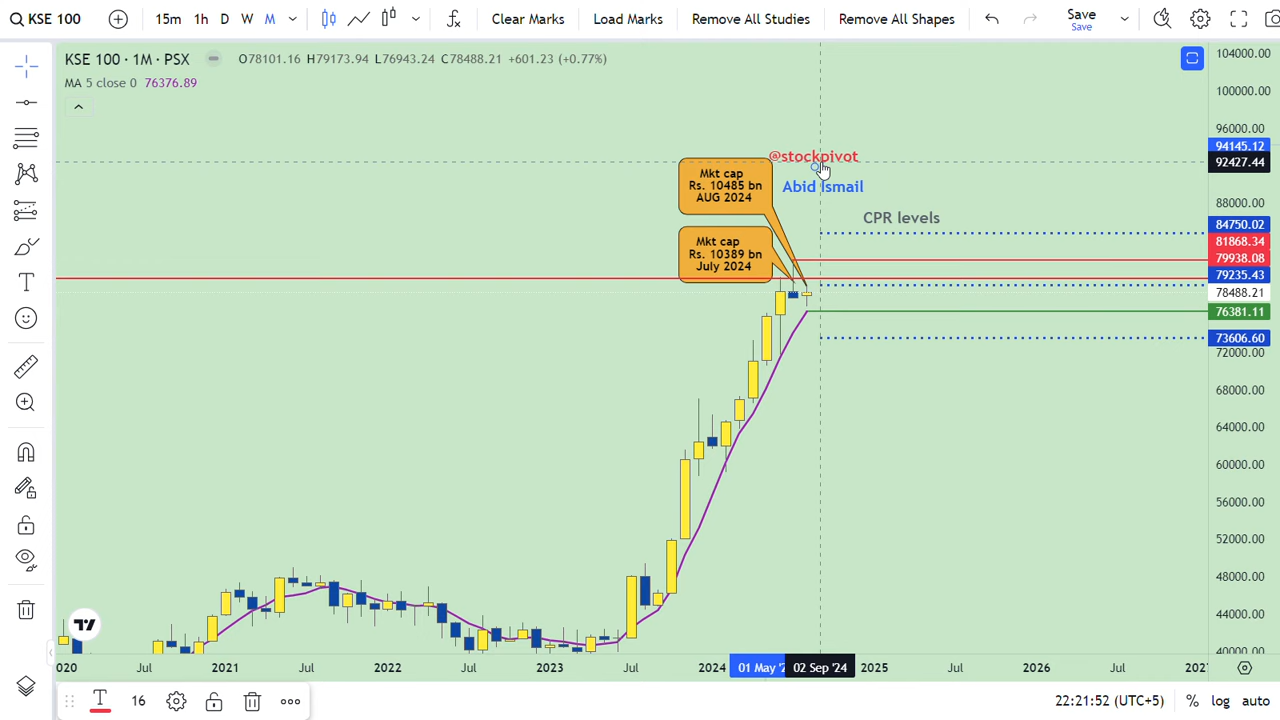 KSE 100 15m 1h D W M Clear Marks Load Marks Remove All Studies Remove All Shapes Save
Save
KSE 100 · 1M · PSX O78101.16 H79173.94 L76943.24 C78488.21 +601.23 (+0.77%)
MA 5 close 0 76376.89
104000.00
100000.00
96000.00
94145.12
92427.44
88000.00
84750.02
81868.34
79938.08
79235.43
78488.21
76381.11
73606.60
72000.00
68000.00
64000.00
60000.00
56000.00
52000.00
48000.00
44000.00
40000.00
@stockpivot
Abid Ismail
CPR levels
Mkt cap
Rs. 10485 bn
AUG 2024
Mkt cap
Rs. 10389 bn
July 2024
2020 Jul 2021 Jul 2022 Jul 2023 Jul 2024 01 May '2 02 Sep '24 2025 Jul 2026 Jul 202
T 16 22:21:52 (UTC+5) % log auto